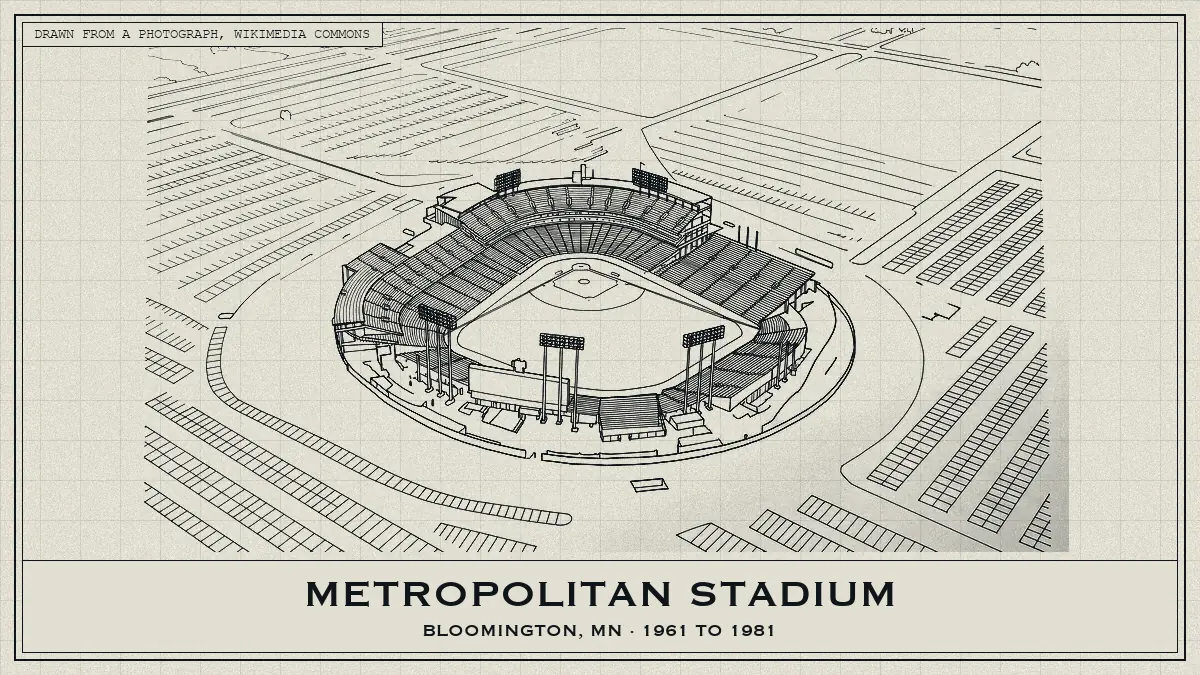 DRAWN FROM A PHOTOGRAPH, WIKIMEDIA COMMONS
METROPOLITAN STADIUM
BLOOMINGTON, MN · 1961 TO 1981